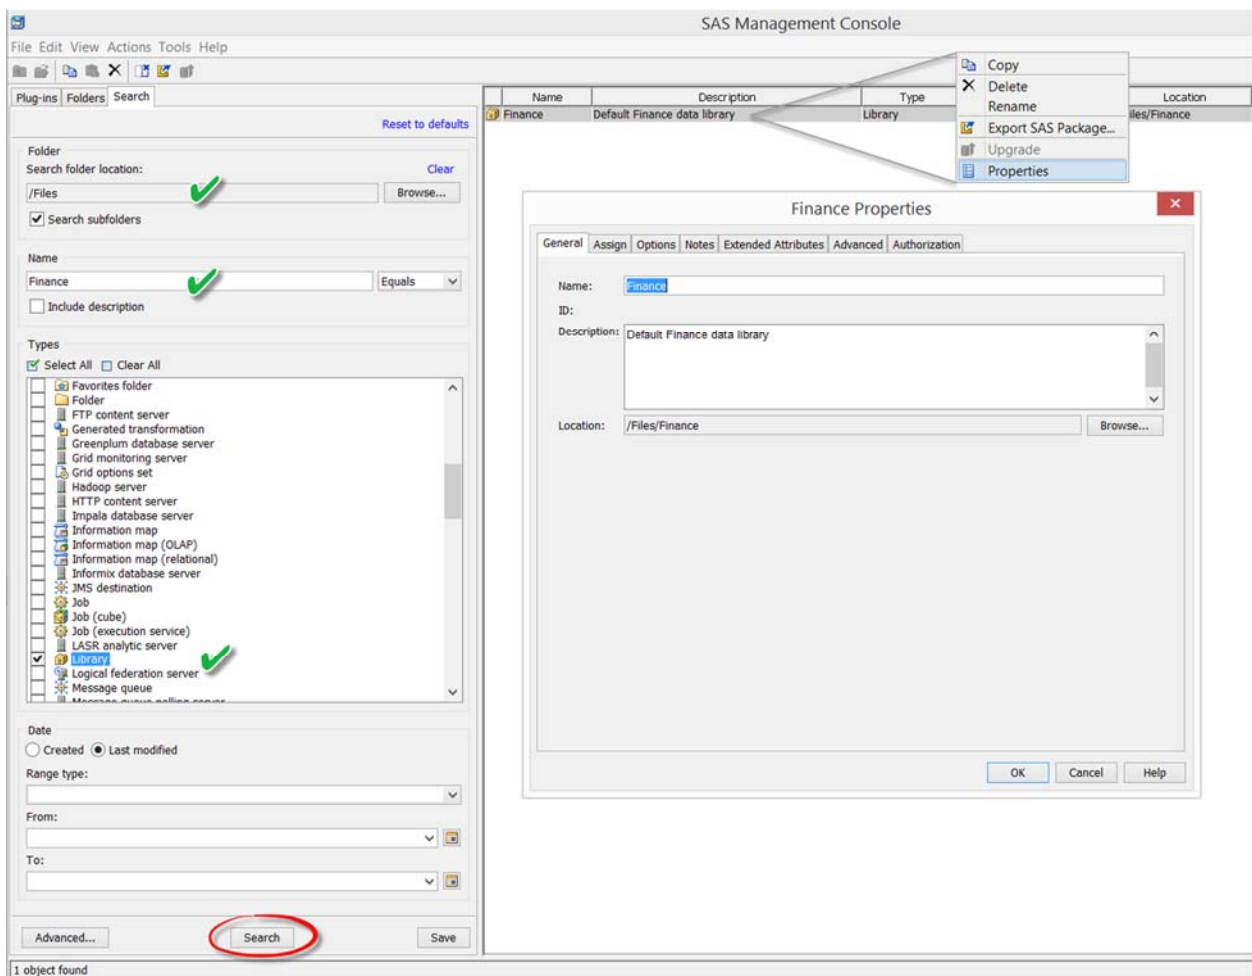 SAS Management Console
File Edit View Actions Tools Help
Plug-ins Folders Search
Reset to defaults
Folder
Search folder location:
Clear
/Files
Browse...
Search subfolders
Name
Finance
Equals
Include description
Types
Select All Clear All
Favorites folder
Folder
FTP content server
Generated transformation
Greenplum database server
Grid monitoring server
Grid options set
Hadoop server
HTTP content server
Impala database server
Information map
Information map (OLAP)
Information map (relational)
Informix database server
JMS destination
Job
Job (cube)
Job (execution service)
LASR analytic server
Library
Logical federation server
Message queue
Message queue polling server
Date
Created Last modified
Range type:
From:
To:
Advanced... Search Save
1 object found
Name Description Type Location
Finance Default Finance data library Library iles/Finance
Copy
Delete
Rename
Export SAS Package...
Upgrade
Properties
Finance Properties
General Assign Options Notes Extended Attributes Advanced Authorization
Name: Finance
ID:
Description: Default Finance data library
Location: /Files/Finance Browse...
OK Cancel Help